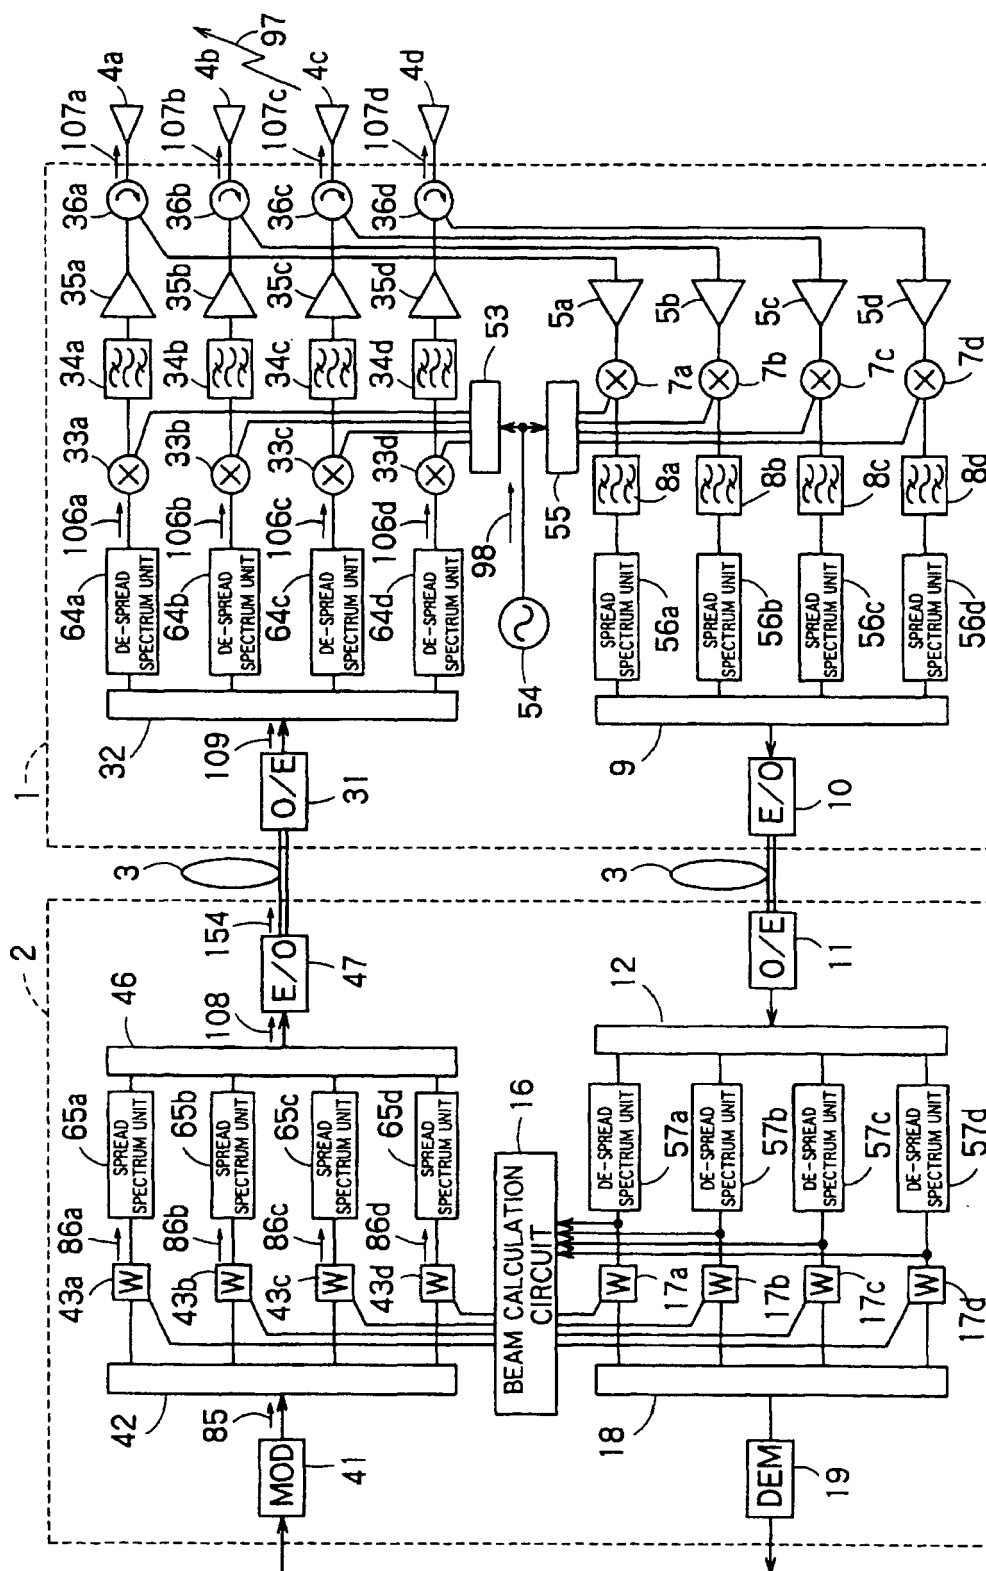 2
1
42
43a
86a
65a
46
32
64a
106a
33a
34a
35a
36a
107a
4a
SPREAD
SPECTRUM UNIT
DE-SPREAD
SPECTRUM UNIT
W
43b
86b
65b
3
64b
106b
33b
34b
35b
36b
107b
4b
97
SPREAD
SPECTRUM UNIT
DE-SPREAD
SPECTRUM UNIT
W
85
MOD
41
43c
86c
65c
108
E/O
47
154
O/E
31
109
64c
106c
33c
34c
35c
36c
107c
4c
SPREAD
SPECTRUM UNIT
DE-SPREAD
SPECTRUM UNIT
W
43d
86d
65d
64d
106d
33d
34d
35d
36d
107d
4d
SPREAD
SPECTRUM UNIT
DE-SPREAD
SPECTRUM UNIT
W
BEAM CALCULATION
CIRCUIT
16
98
54
53
55
18
W
17a
DE-SPREAD
SPECTRUM UNIT
57a
12
9
SPREAD
SPECTRUM UNIT
56a
8a
7a
5a
W
17b
DE-SPREAD
SPECTRUM UNIT
57b
3
SPREAD
SPECTRUM UNIT
56b
8b
7b
5b
DEM
19
O/E
11
E/O
10
W
17c
DE-SPREAD
SPECTRUM UNIT
57c
SPREAD
SPECTRUM UNIT
56c
8c
7c
5c
W
17d
DE-SPREAD
SPECTRUM UNIT
57d
SPREAD
SPECTRUM UNIT
56d
8d
7d
5d